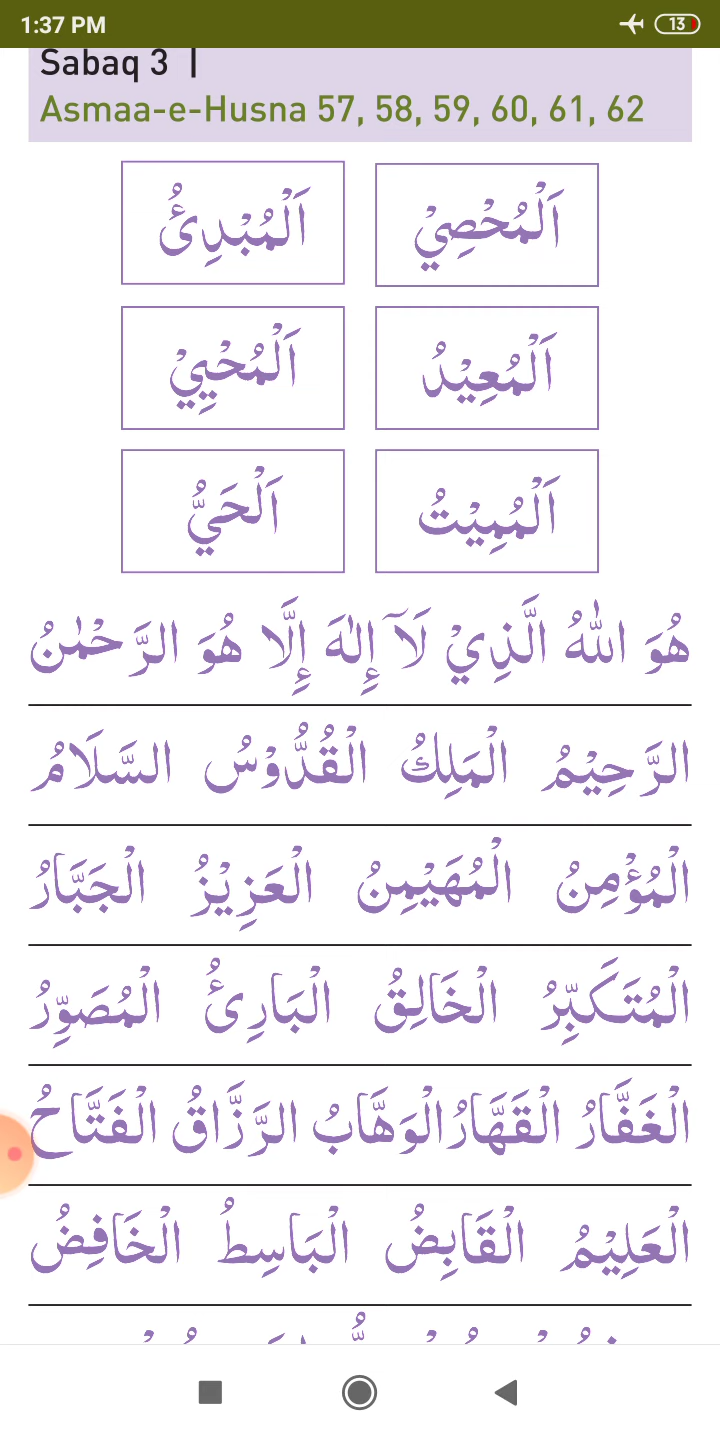 1:37 PM 13
Sabaq 3 |
Asmaa-e-Husna 57, 58, 59, 60, 61, 62
اَلْمُحْصِيْ اَلْمُبْدِئُ
اَلْمُعِيْدُ اَلْمُحْيِيْ
اَلْمُمِيْتُ اَلْحَيُّ
هُوَ اللّٰهُ الَّذِيْ لَآ إِلٰهَ إِلَّا هُوَ الرَّحْمٰنُ
الرَّحِيْمُ الْمَلِكُ الْقُدُّوْسُ السَّلَامُ
الْمُؤْمِنُ الْمُهَيْمِنُ الْعَزِيْزُ الْجَبَّارُ
الْمُتَكَبِّرُ الْخَالِقُ الْبَارِئُ الْمُصَوِّرُ
الْغَفَّارُ الْقَهَّارُ الْوَهَّابُ الرَّزَّاقُ الْفَتَّاحُ
الْعَلِيْمُ الْقَابِضُ الْبَاسِطُ الْخَافِضُ